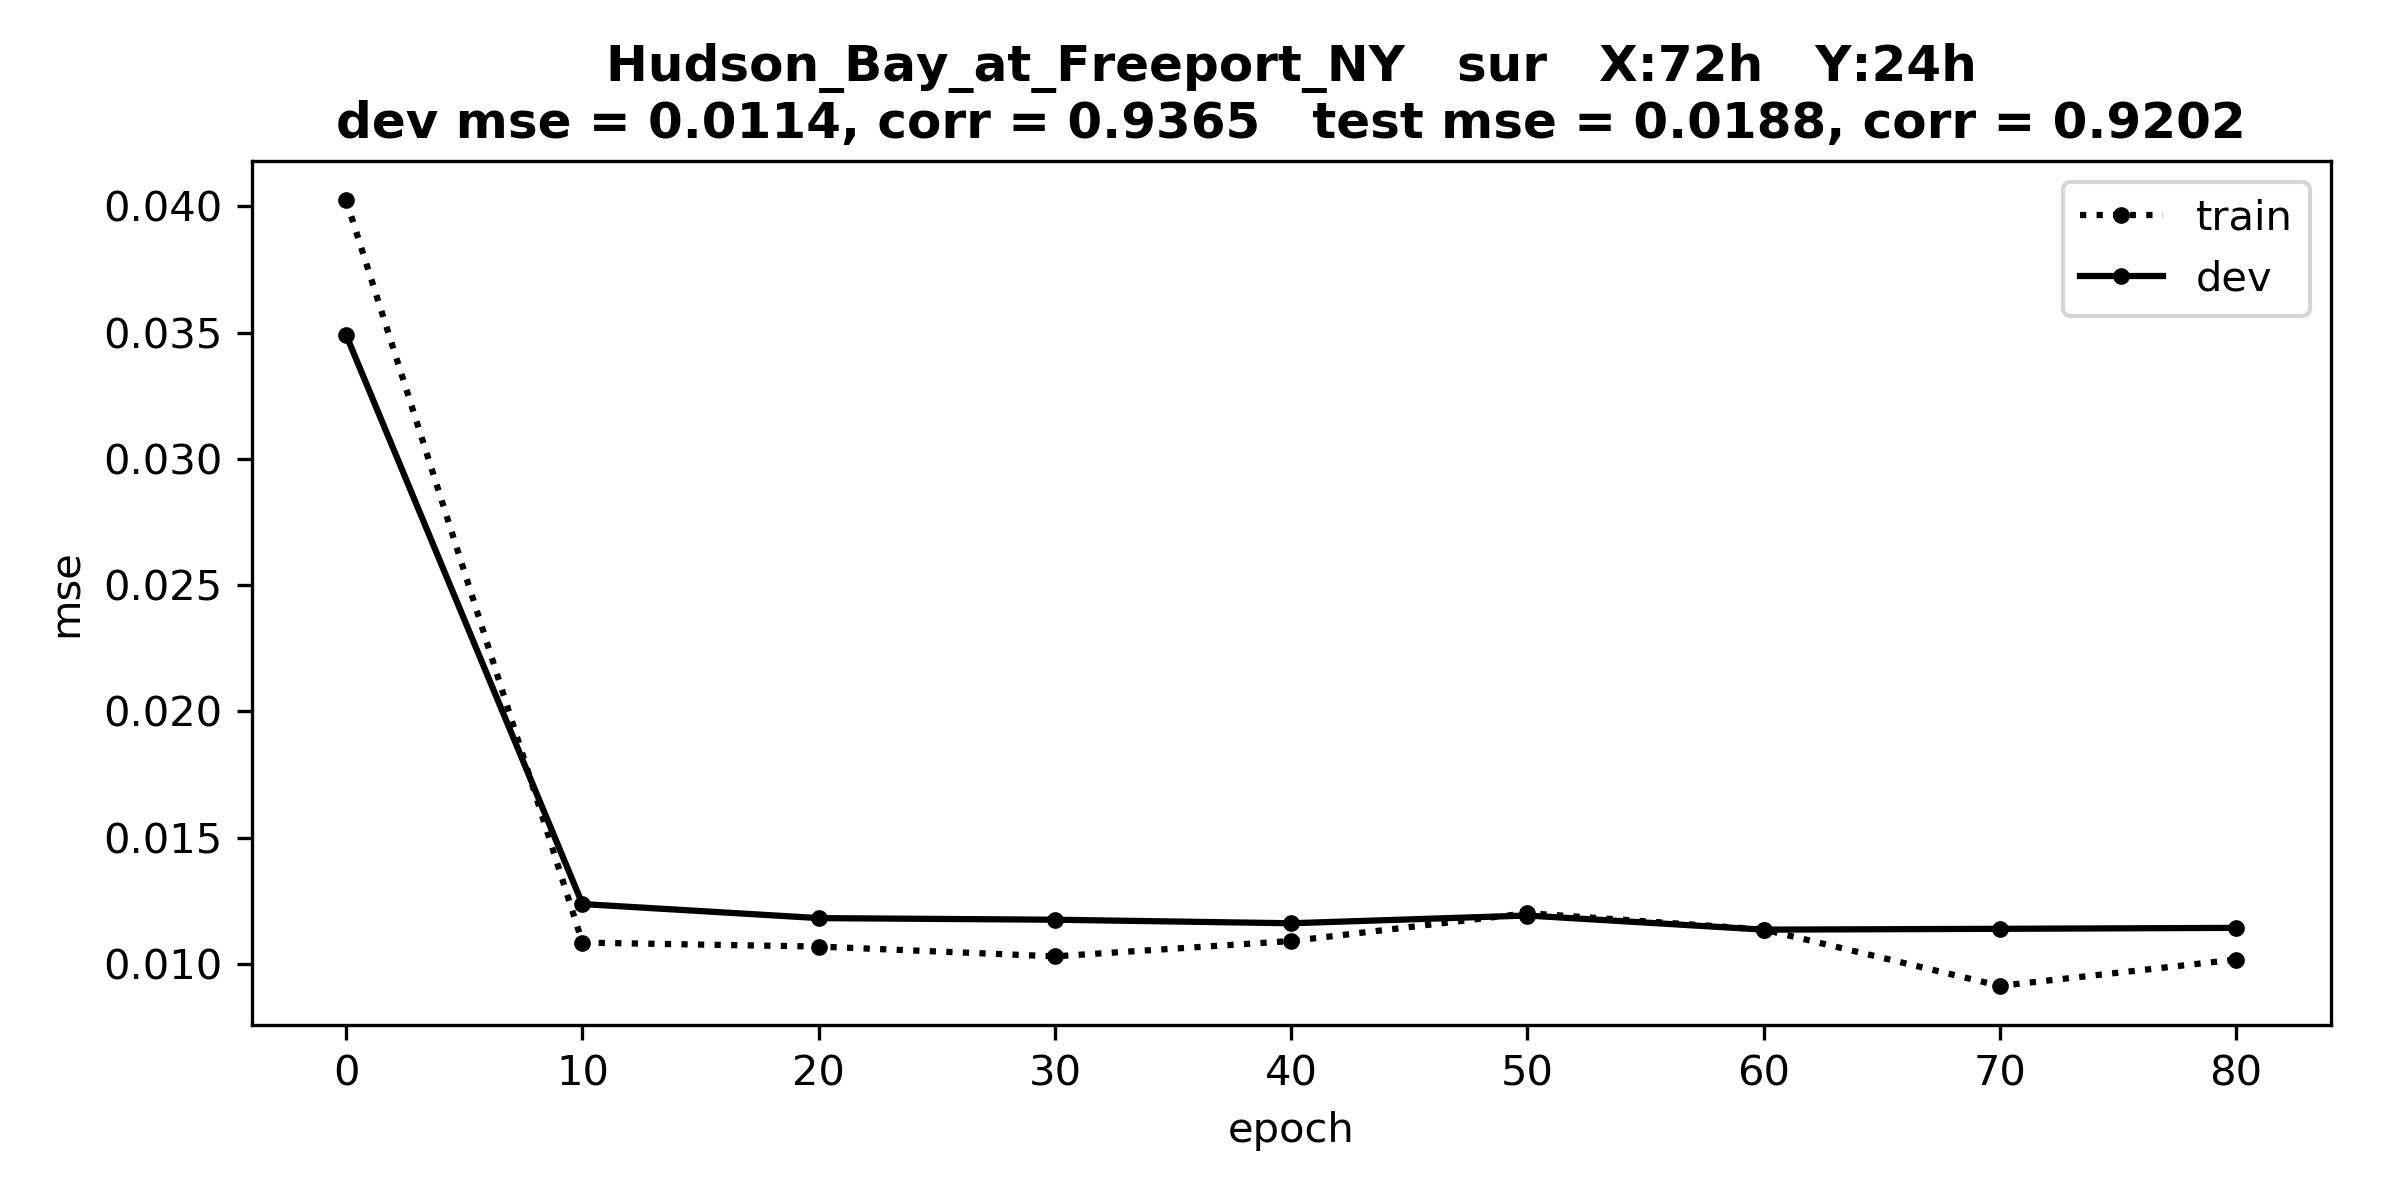 Hudson_Bay_at_Freeport_NY   sur   X:72h   Y:24h
dev mse = 0.0114, corr = 0.9365   test mse = 0.0188, corr = 0.9202
train
dev
0.040
0.035
0.030
0.025
0.020
0.015
0.010
mse
0 10 20 30 40 50 60 70 80
epoch